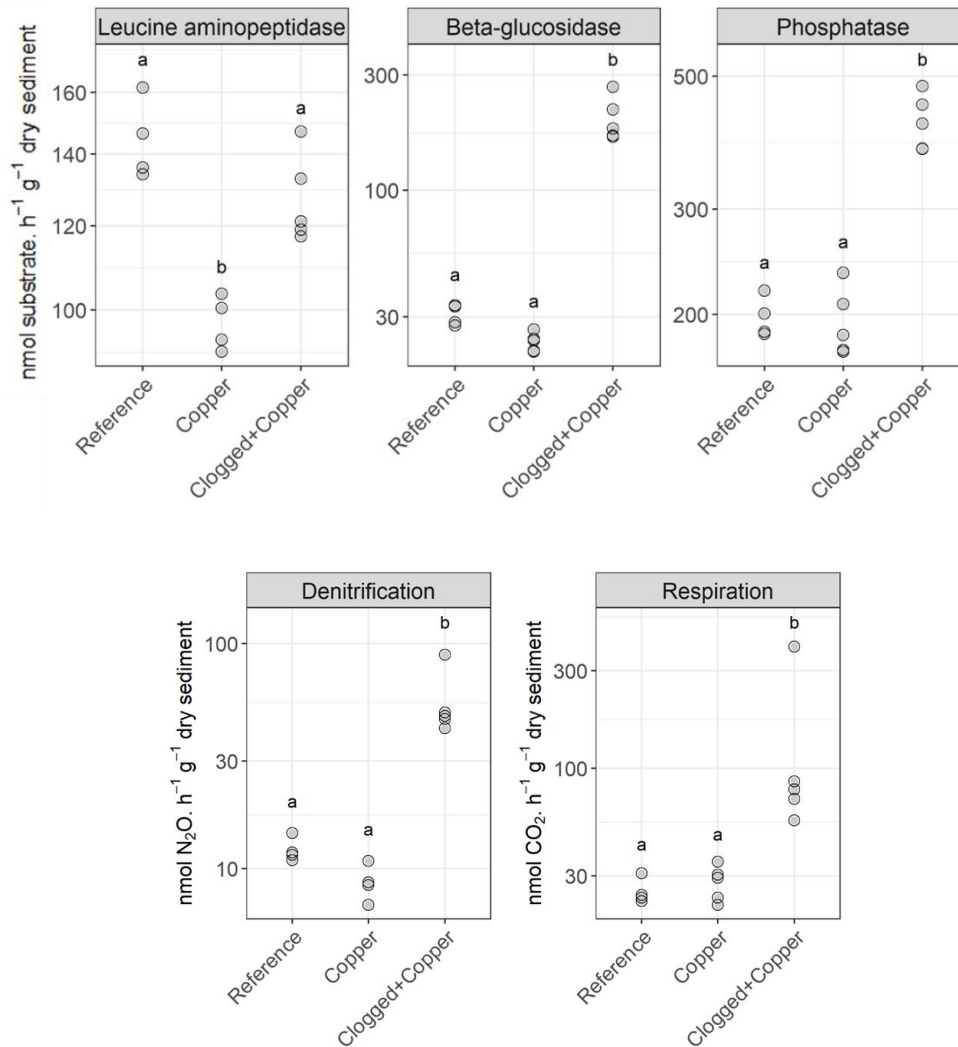 Leucine aminopeptidase
Beta-glucosidase
Phosphatase
nmol substrate. h⁻¹ g⁻¹ dry sediment
160
140
120
100
a
b
a
Reference
Copper
Clogged+Copper
300
100
30
a
a
b
Reference
Copper
Clogged+Copper
500
300
200
a
a
b
Reference
Copper
Clogged+Copper
Denitrification
Respiration
nmol N₂O. h⁻¹ g⁻¹ dry sediment
100
30
10
a
a
b
Reference
Copper
Clogged+Copper
nmol CO₂. h⁻¹ g⁻¹ dry sediment
300
100
30
a
a
b
Reference
Copper
Clogged+Copper